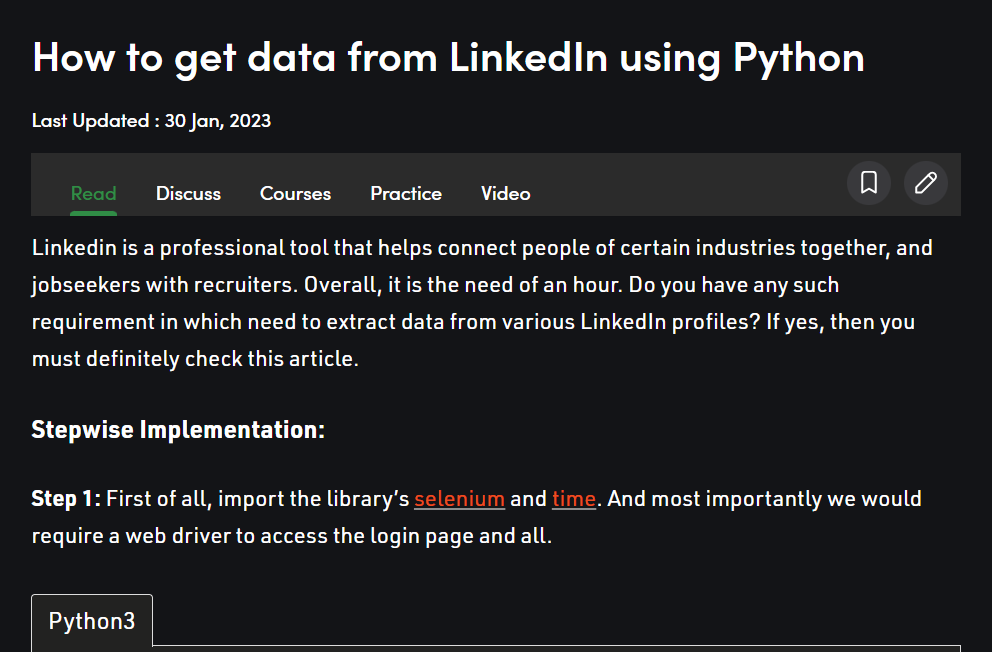 How to get data from LinkedIn using Python
Last Updated : 30 Jan, 2023
Read Discuss Courses Practice Video
Linkedin is a professional tool that helps connect people of certain industries together, and
jobseekers with recruiters. Overall, it is the need of an hour. Do you have any such
requirement in which need to extract data from various LinkedIn profiles? If yes, then you
must definitely check this article.
Stepwise Implementation:
Step 1: First of all, import the library’s selenium and time. And most importantly we would
require a web driver to access the login page and all.
Python3